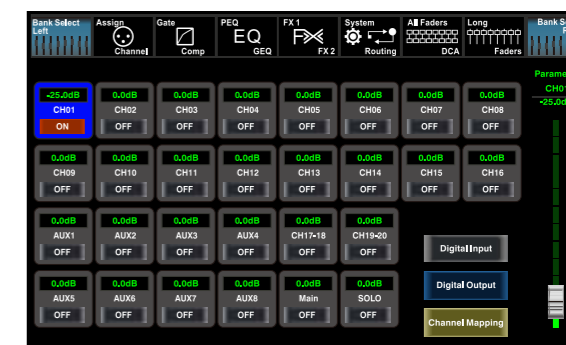 Bank Select Assign Gate PEQ FX 1 System All Faders Long Bank S
Left EQ
Channel Comp GEQ FX 2 Routing DCA Faders
Parame
CH01
-25.0d
-25.0dB 0.0dB 0.0dB 0.0dB 0.0dB 0.0dB 0.0dB 0.0dB
CH01 CH02 CH03 CH04 CH05 CH06 CH07 CH08
ON OFF OFF OFF OFF OFF OFF OFF
0.0dB 0.0dB 0.0dB 0.0dB 0.0dB 0.0dB 0.0dB 0.0dB
CH09 CH10 CH11 CH12 CH13 CH14 CH15 CH16
OFF OFF OFF OFF OFF OFF OFF OFF
0.0dB 0.0dB 0.0dB 0.0dB 0.0dB 0.0dB
AUX1 AUX2 AUX3 AUX4 CH17-18 CH19-20
OFF OFF OFF OFF OFF OFF
Digital Input
0.0dB 0.0dB 0.0dB 0.0dB 0.0dB 0.0dB
AUX5 AUX6 AUX7 AUX8 Main SOLO
OFF OFF OFF OFF OFF OFF
Digital Output
Channel Mapping